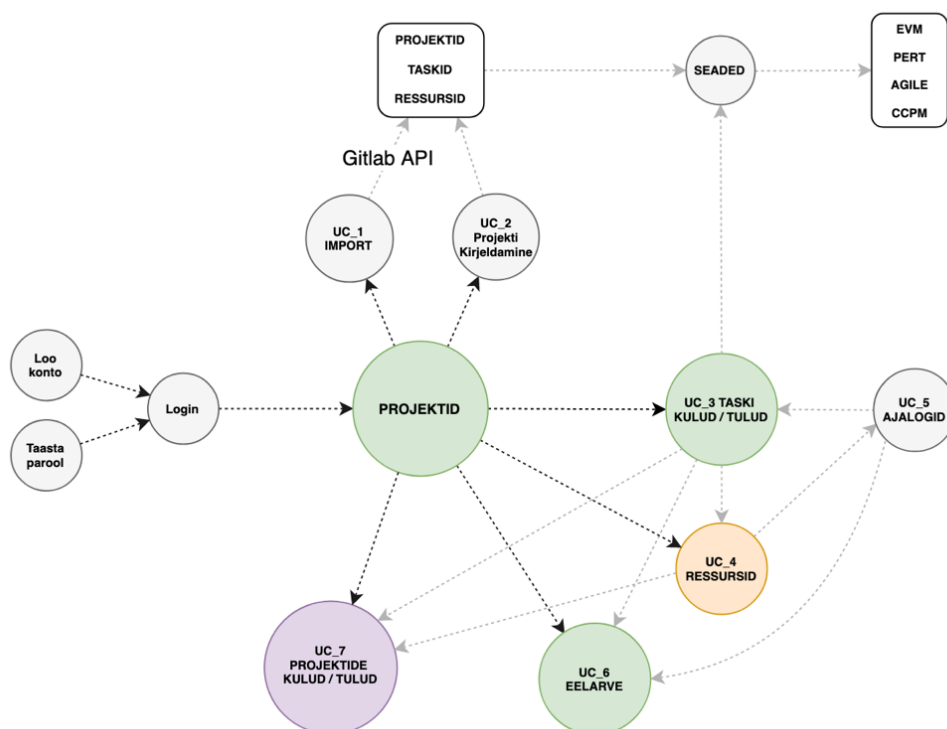 PROJEKTID
TASKID
RESSURSID
SEADED
EVM
PERT
AGILE
CCPM
Gitlab API
UC_1
IMPORT
UC_2
Projekti
Kirjeldamine
Loo
konto
Login
Taasta
parool
PROJEKTID
UC_3 TASKI
KULUD / TULUD
UC_5
AJALOGID
UC_4
RESSURSID
UC_7
PROJEKTIDE
KULUD / TULUD
UC_6
EELARVE